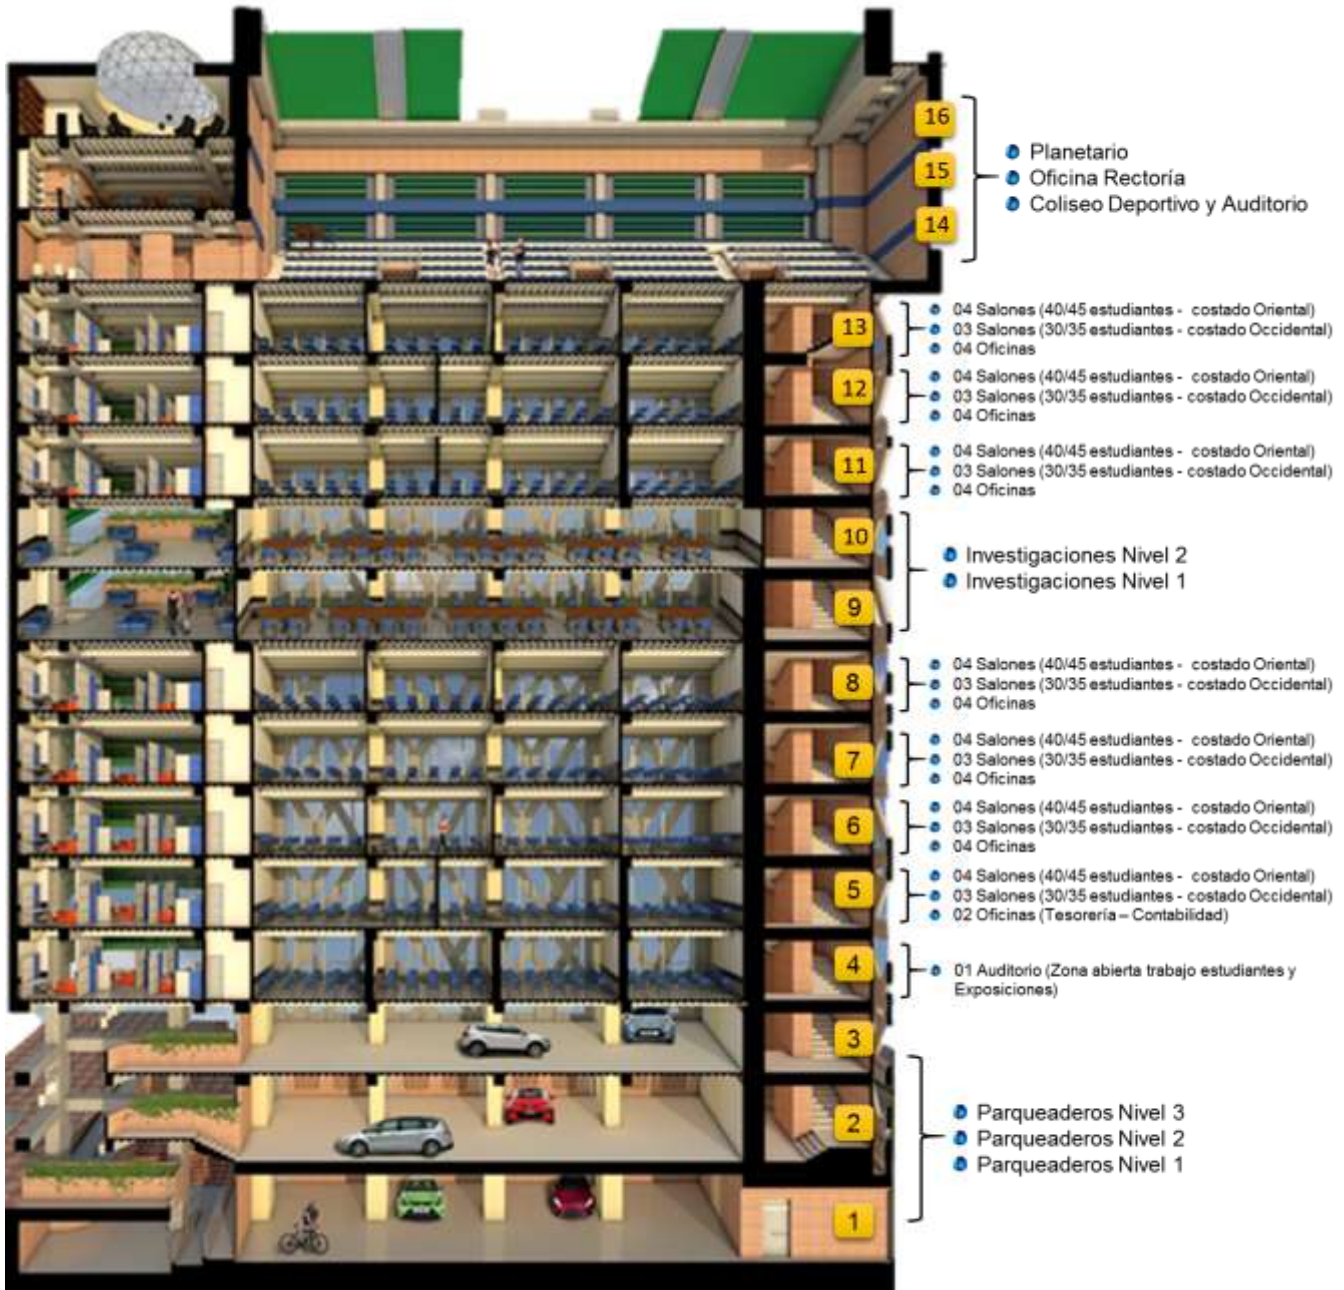 16
15
14
Planetario
Oficina Rectoría
Coliseo Deportivo y Auditorio
13
04 Salones (40/45 estudiantes - costado Oriental)
03 Salones (30/35 estudiantes - costado Occidental)
04 Oficinas
12
04 Salones (40/45 estudiantes - costado Oriental)
03 Salones (30/35 estudiantes - costado Occidental)
04 Oficinas
11
04 Salones (40/45 estudiantes - costado Oriental)
03 Salones (30/35 estudiantes - costado Occidental)
04 Oficinas
10
9
Investigaciones Nivel 2
Investigaciones Nivel 1
8
04 Salones (40/45 estudiantes - costado Oriental)
03 Salones (30/35 estudiantes - costado Occidental)
04 Oficinas
7
04 Salones (40/45 estudiantes - costado Oriental)
03 Salones (30/35 estudiantes - costado Occidental)
04 Oficinas
6
04 Salones (40/45 estudiantes - costado Oriental)
03 Salones (30/35 estudiantes - costado Occidental)
04 Oficinas
5
04 Salones (40/45 estudiantes - costado Oriental)
03 Salones (30/35 estudiantes - costado Occidental)
02 Oficinas (Tesorería – Contabilidad)
4
01 Auditorio (Zona abierta trabajo estudiantes y
Exposiciones)
3
2
1
Parqueaderos Nivel 3
Parqueaderos Nivel 2
Parqueaderos Nivel 1